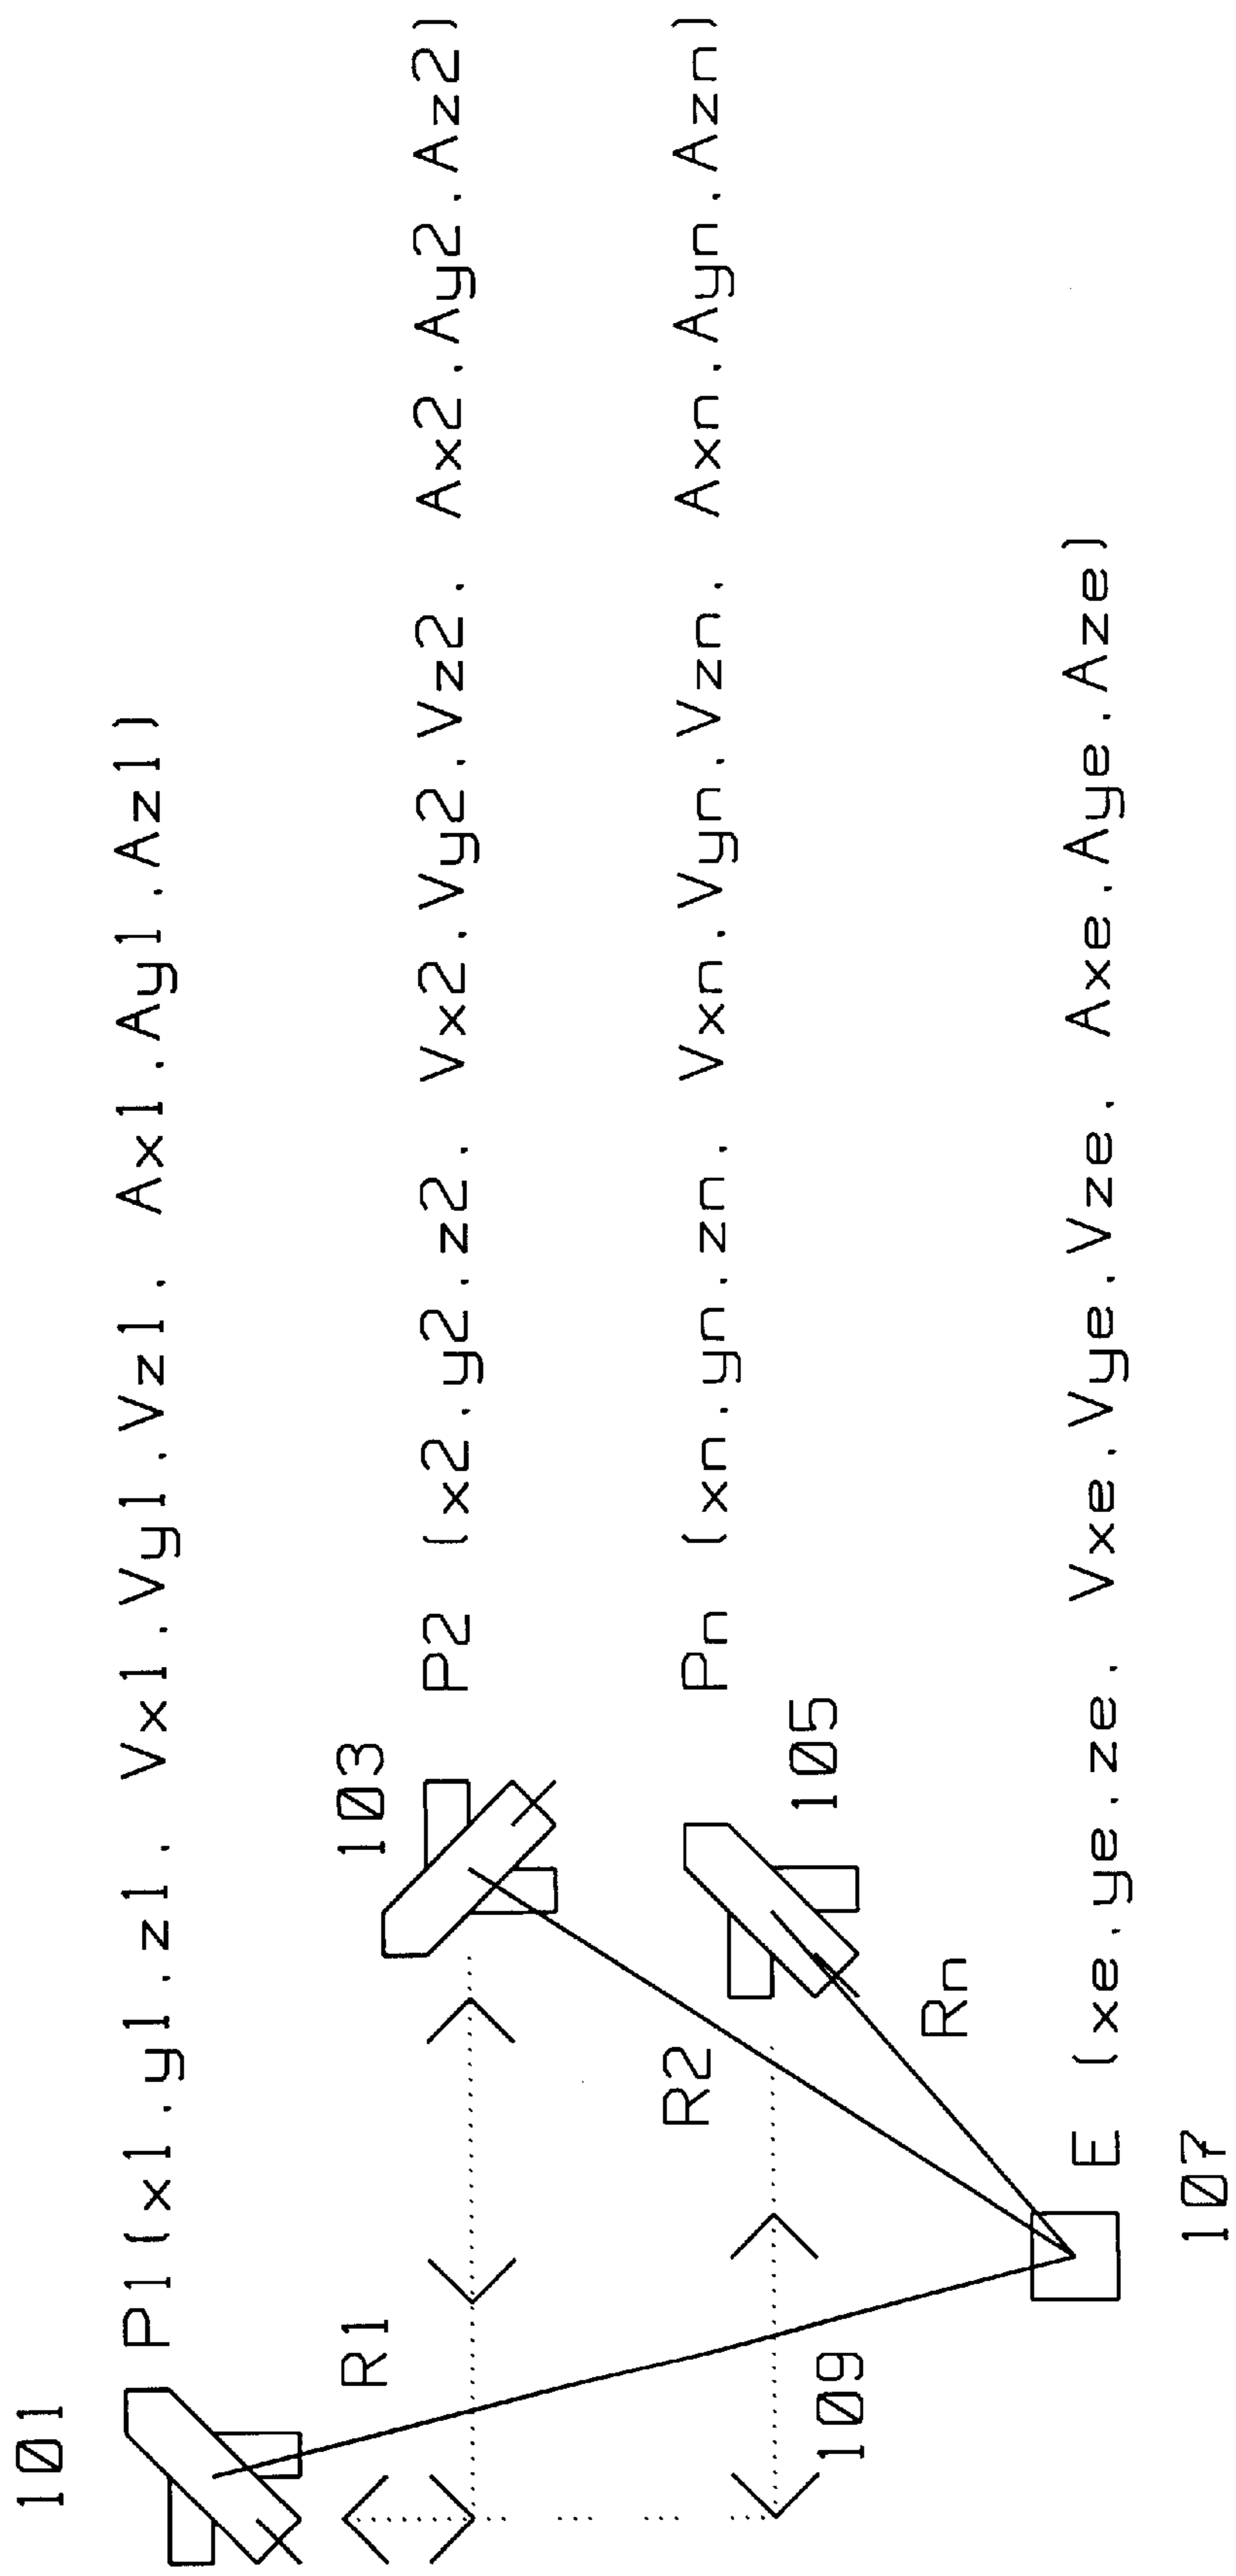 101
P1(x1.y1.z1. Vx1.Vy1.Vz1. Ax1.Ay1.Az1)
R1
103
P2 (x2.y2.z2. Vx2.Vy2.Vz2. Ax2.Ay2.Az2)
R2
Pn (xn.yn.zn. Vxn.Vyn.Vzn. Axn.Ayn.Azn)
109
105
Rn
E (xe.ye.ze. Vxe.Vye.Vze. Axe.Aye.Aze)
107